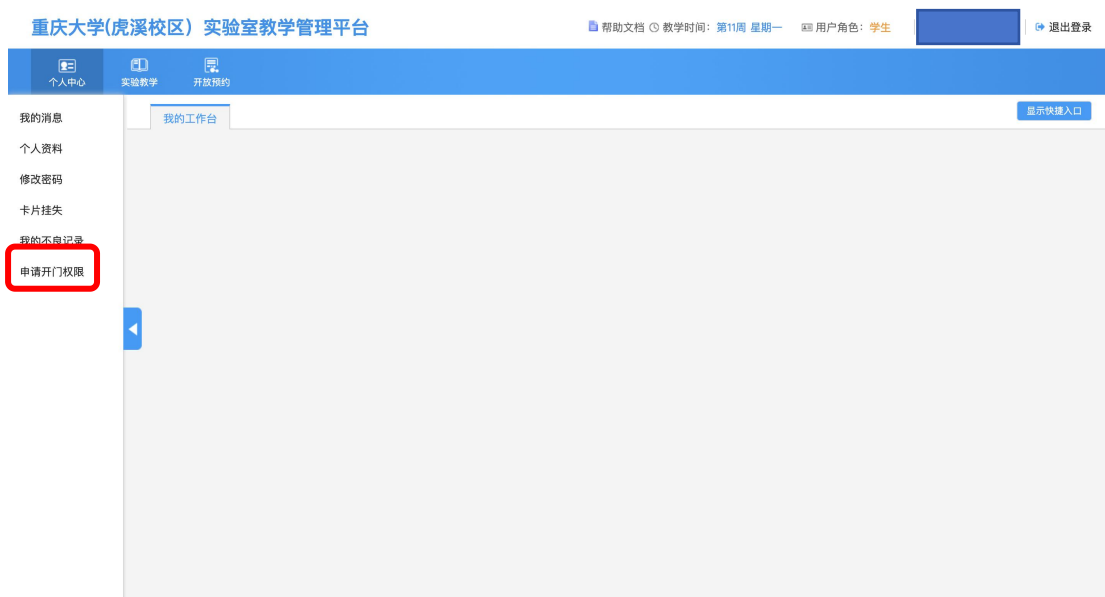 重庆大学(虎溪校区）实验室教学管理平台
帮助文档 教学时间：第11周 星期一 用户角色：学生 退出登录
个人中心 实验教学 开放预约
我的消息
我的工作台
显示快捷入口
个人资料
修改密码
卡片挂失
我的不良记录
申请开门权限